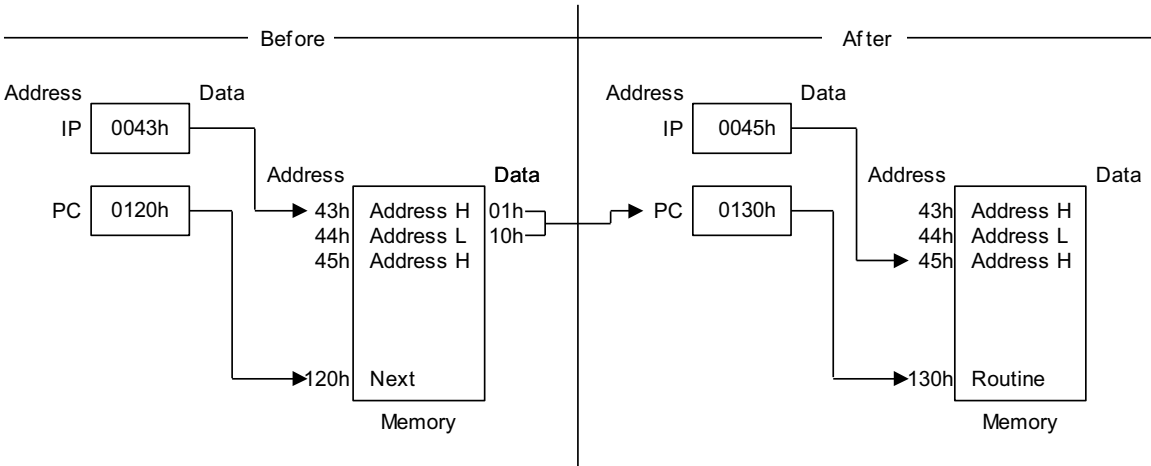 Before
Address Data
IP 0043h
Address Data
PC 0120h
43h Address H 01h
44h Address L 10h
45h Address H
120h Next
Memory
After
Address Data
IP 0045h
Address Data
PC 0130h
43h Address H
44h Address L
45h Address H
130h Routine
Memory